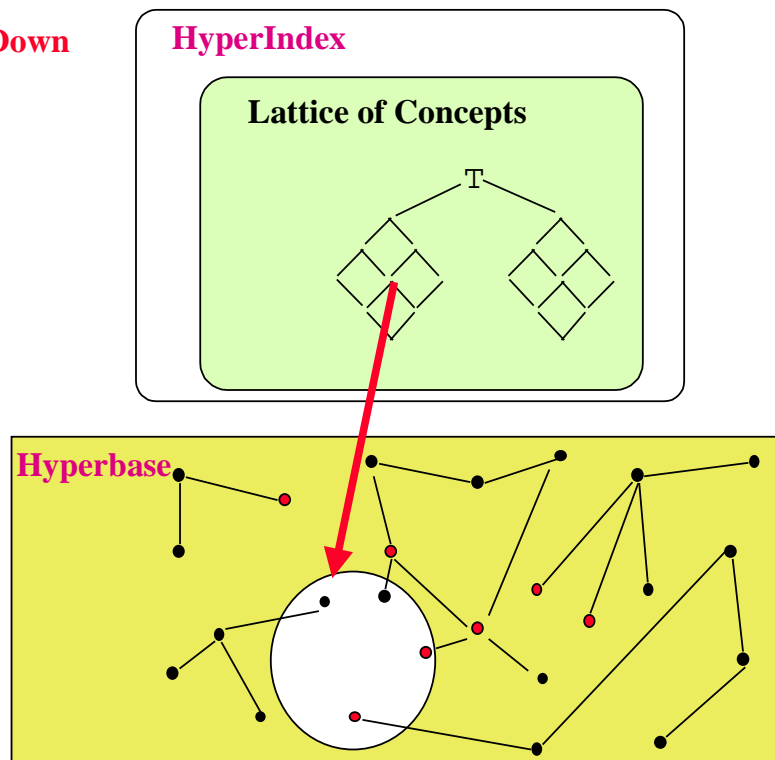 Down
HyperIndex
Lattice of Concepts
T
Hyperbase